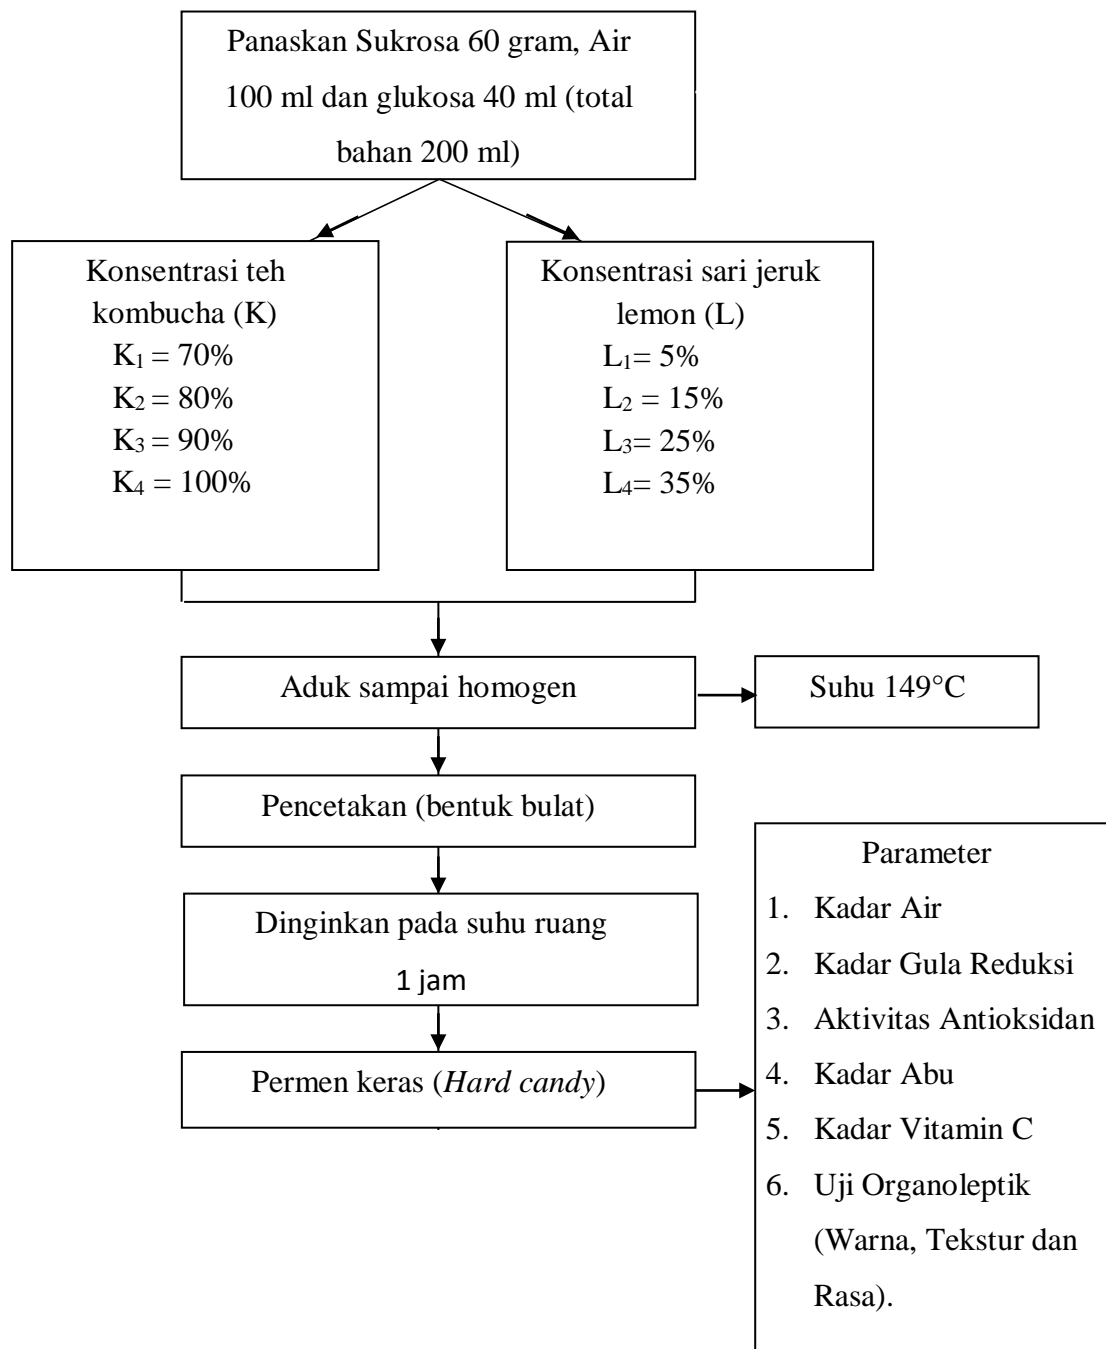 Panaskan Sukrosa 60 gram, Air
100 ml dan glukosa 40 ml (total
bahan 200 ml)
Konsentrasi teh
kombucha (K)
K₁ = 70%
K₂ = 80%
K₃ = 90%
K₄ = 100%
Konsentrasi sari jeruk
lemon (L)
L₁= 5%
L₂ = 15%
L₃= 25%
L₄= 35%
Aduk sampai homogen
Suhu 149°C
Pencetakan (bentuk bulat)
Dinginkan pada suhu ruang
1 jam
Permen keras (Hard candy)
Parameter
1. Kadar Air
2. Kadar Gula Reduksi
3. Aktivitas Antioksidan
4. Kadar Abu
5. Kadar Vitamin C
6. Uji Organoleptik
(Warna, Tekstur dan
Rasa).